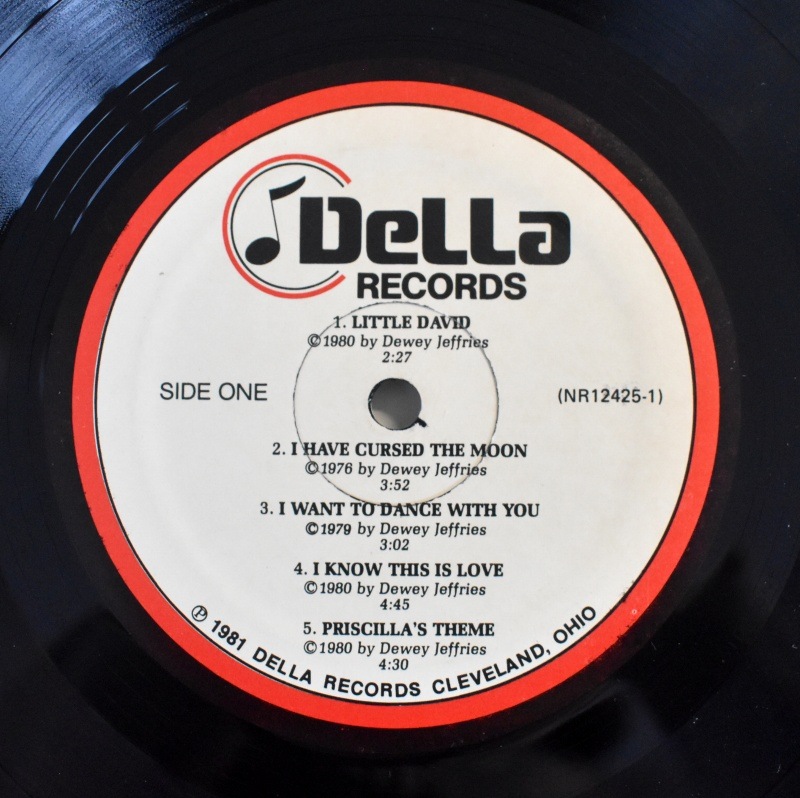 DeLLa
RECORDS
1. LITTLE DAVID
©1980 by Dewey Jeffries
2:27
SIDE ONE
(NR12425-1)
2. I HAVE CURSED THE MOON
©1976 by Dewey Jeffries
3:52
3. I WANT TO DANCE WITH YOU
©1979 by Dewey Jeffries
3:02
4. I KNOW THIS IS LOVE
©1980 by Dewey Jeffries
4:45
5. PRISCILLA'S THEME
©1980 by Dewey Jeffries
4:30
℗ 1981 DELLA RECORDS CLEVELAND, OHIO